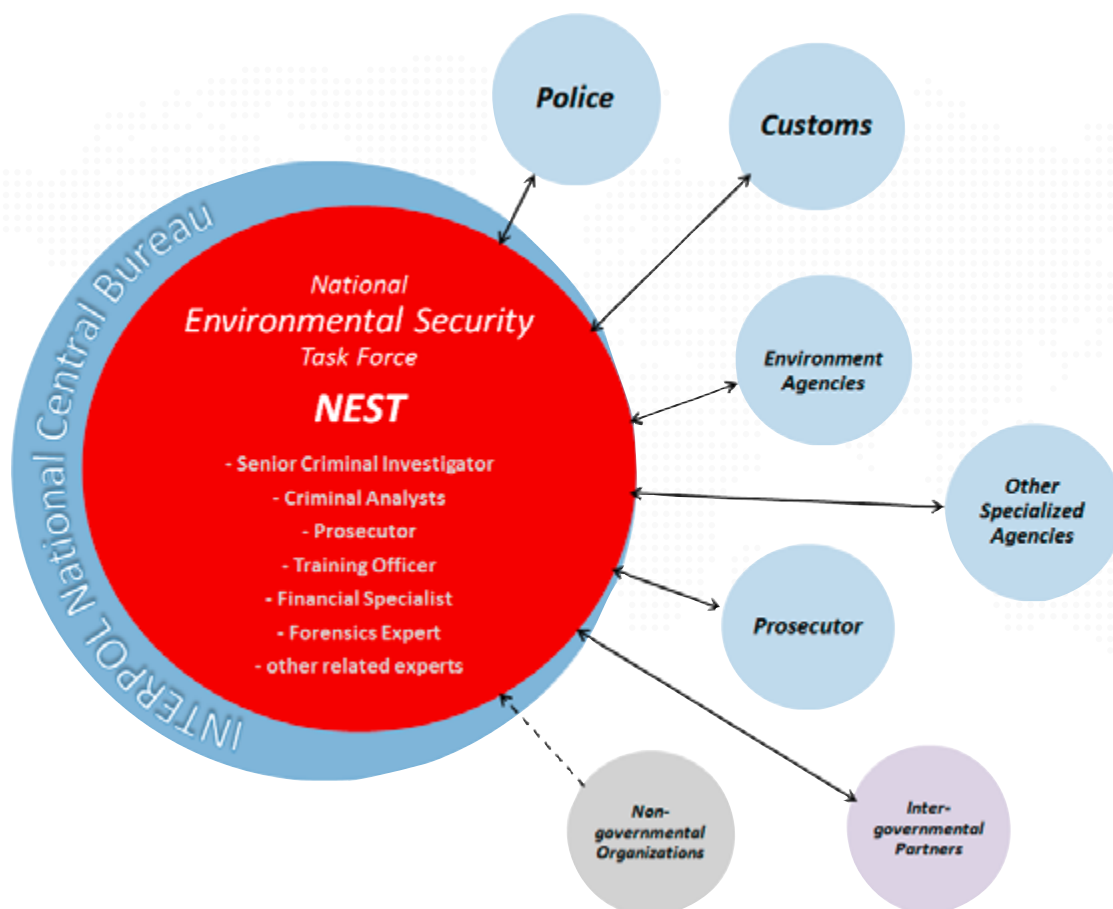 INTERPOL National Central Bureau
National
Environmental Security
Task Force
NEST
- Senior Criminal Investigator
- Criminal Analysts
- Prosecutor
- Training Officer
- Financial Specialist
- Forensics Expert
- other related experts
Police
Customs
Environment
Agencies
Other
Specialized
Agencies
Prosecutor
Inter-
governmental
Partners
Non-
governmental
Organizations